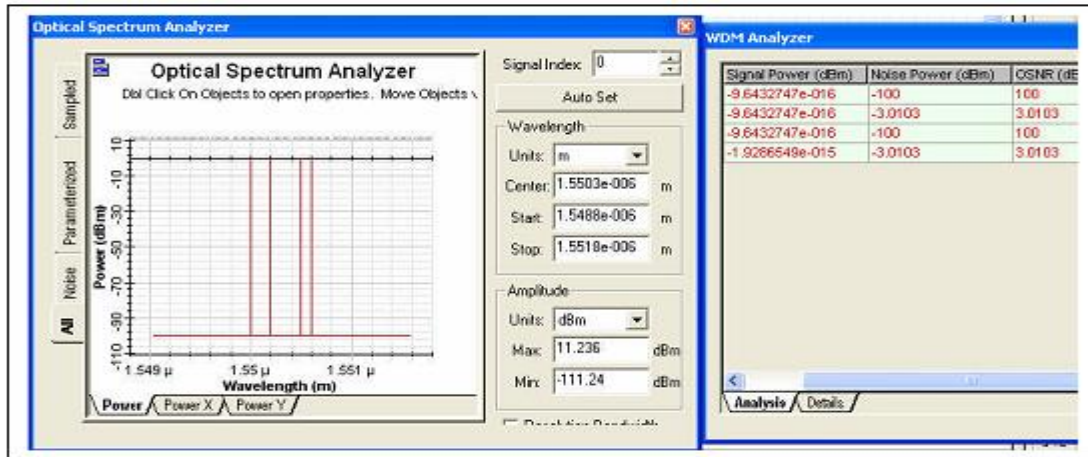 Optical Spectrum Analyzer
Sampled
Parameterized
Noise
All
Optical Spectrum Analyzer
Dbl Click On Objects to open properties. Move Objects
Power (dBm)
10
-10
-30
-50
-70
-90
-110
1.549 µ 1.55 µ 1.551 µ
Wavelength (m)
Power Power X Power Y
Signal Index: 0
Auto Set
Wavelength
Units: m
Center: 1.5503e-006 m
Start: 1.5488e-006 m
Stop: 1.5518e-006 m
Amplitude
Units: dBm
Max: 11.236 dBm
Min: -111.24 dBm
WDM Analyzer
Signal Power (dBm) Noise Power (dBm) OSNR (dB
-9.6432747e-016 -100 100
-9.6432747e-016 -3.0103 3.0103
-9.6432747e-016 -100 100
-1.9286549e-015 -3.0103 3.0103
Analysis Details